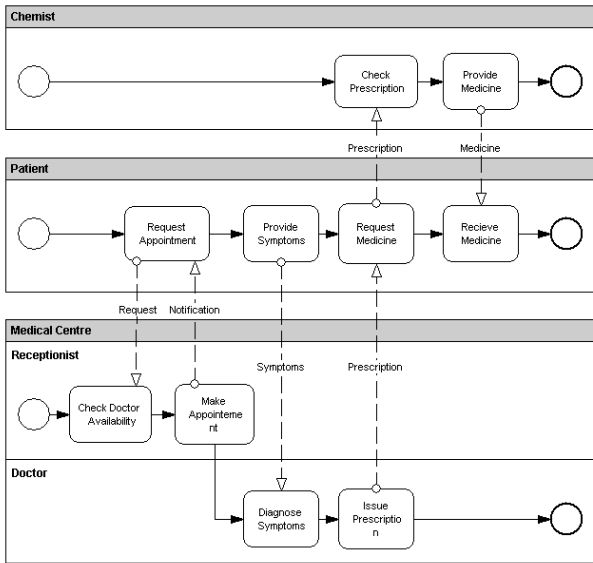 Chemist
Check
Prescription
Provide
Medicine
Prescription
Medicine
Patient
Request
Appointment
Provide
Symptoms
Request
Medicine
Recieve
Medicine
Request
Notification
Medical Centre
Receptionist
Symptoms
Prescription
Check Doctor
Availability
Make
Appointeme
nt
Doctor
Diagnose
Symptoms
Issue
Prescriptio
n